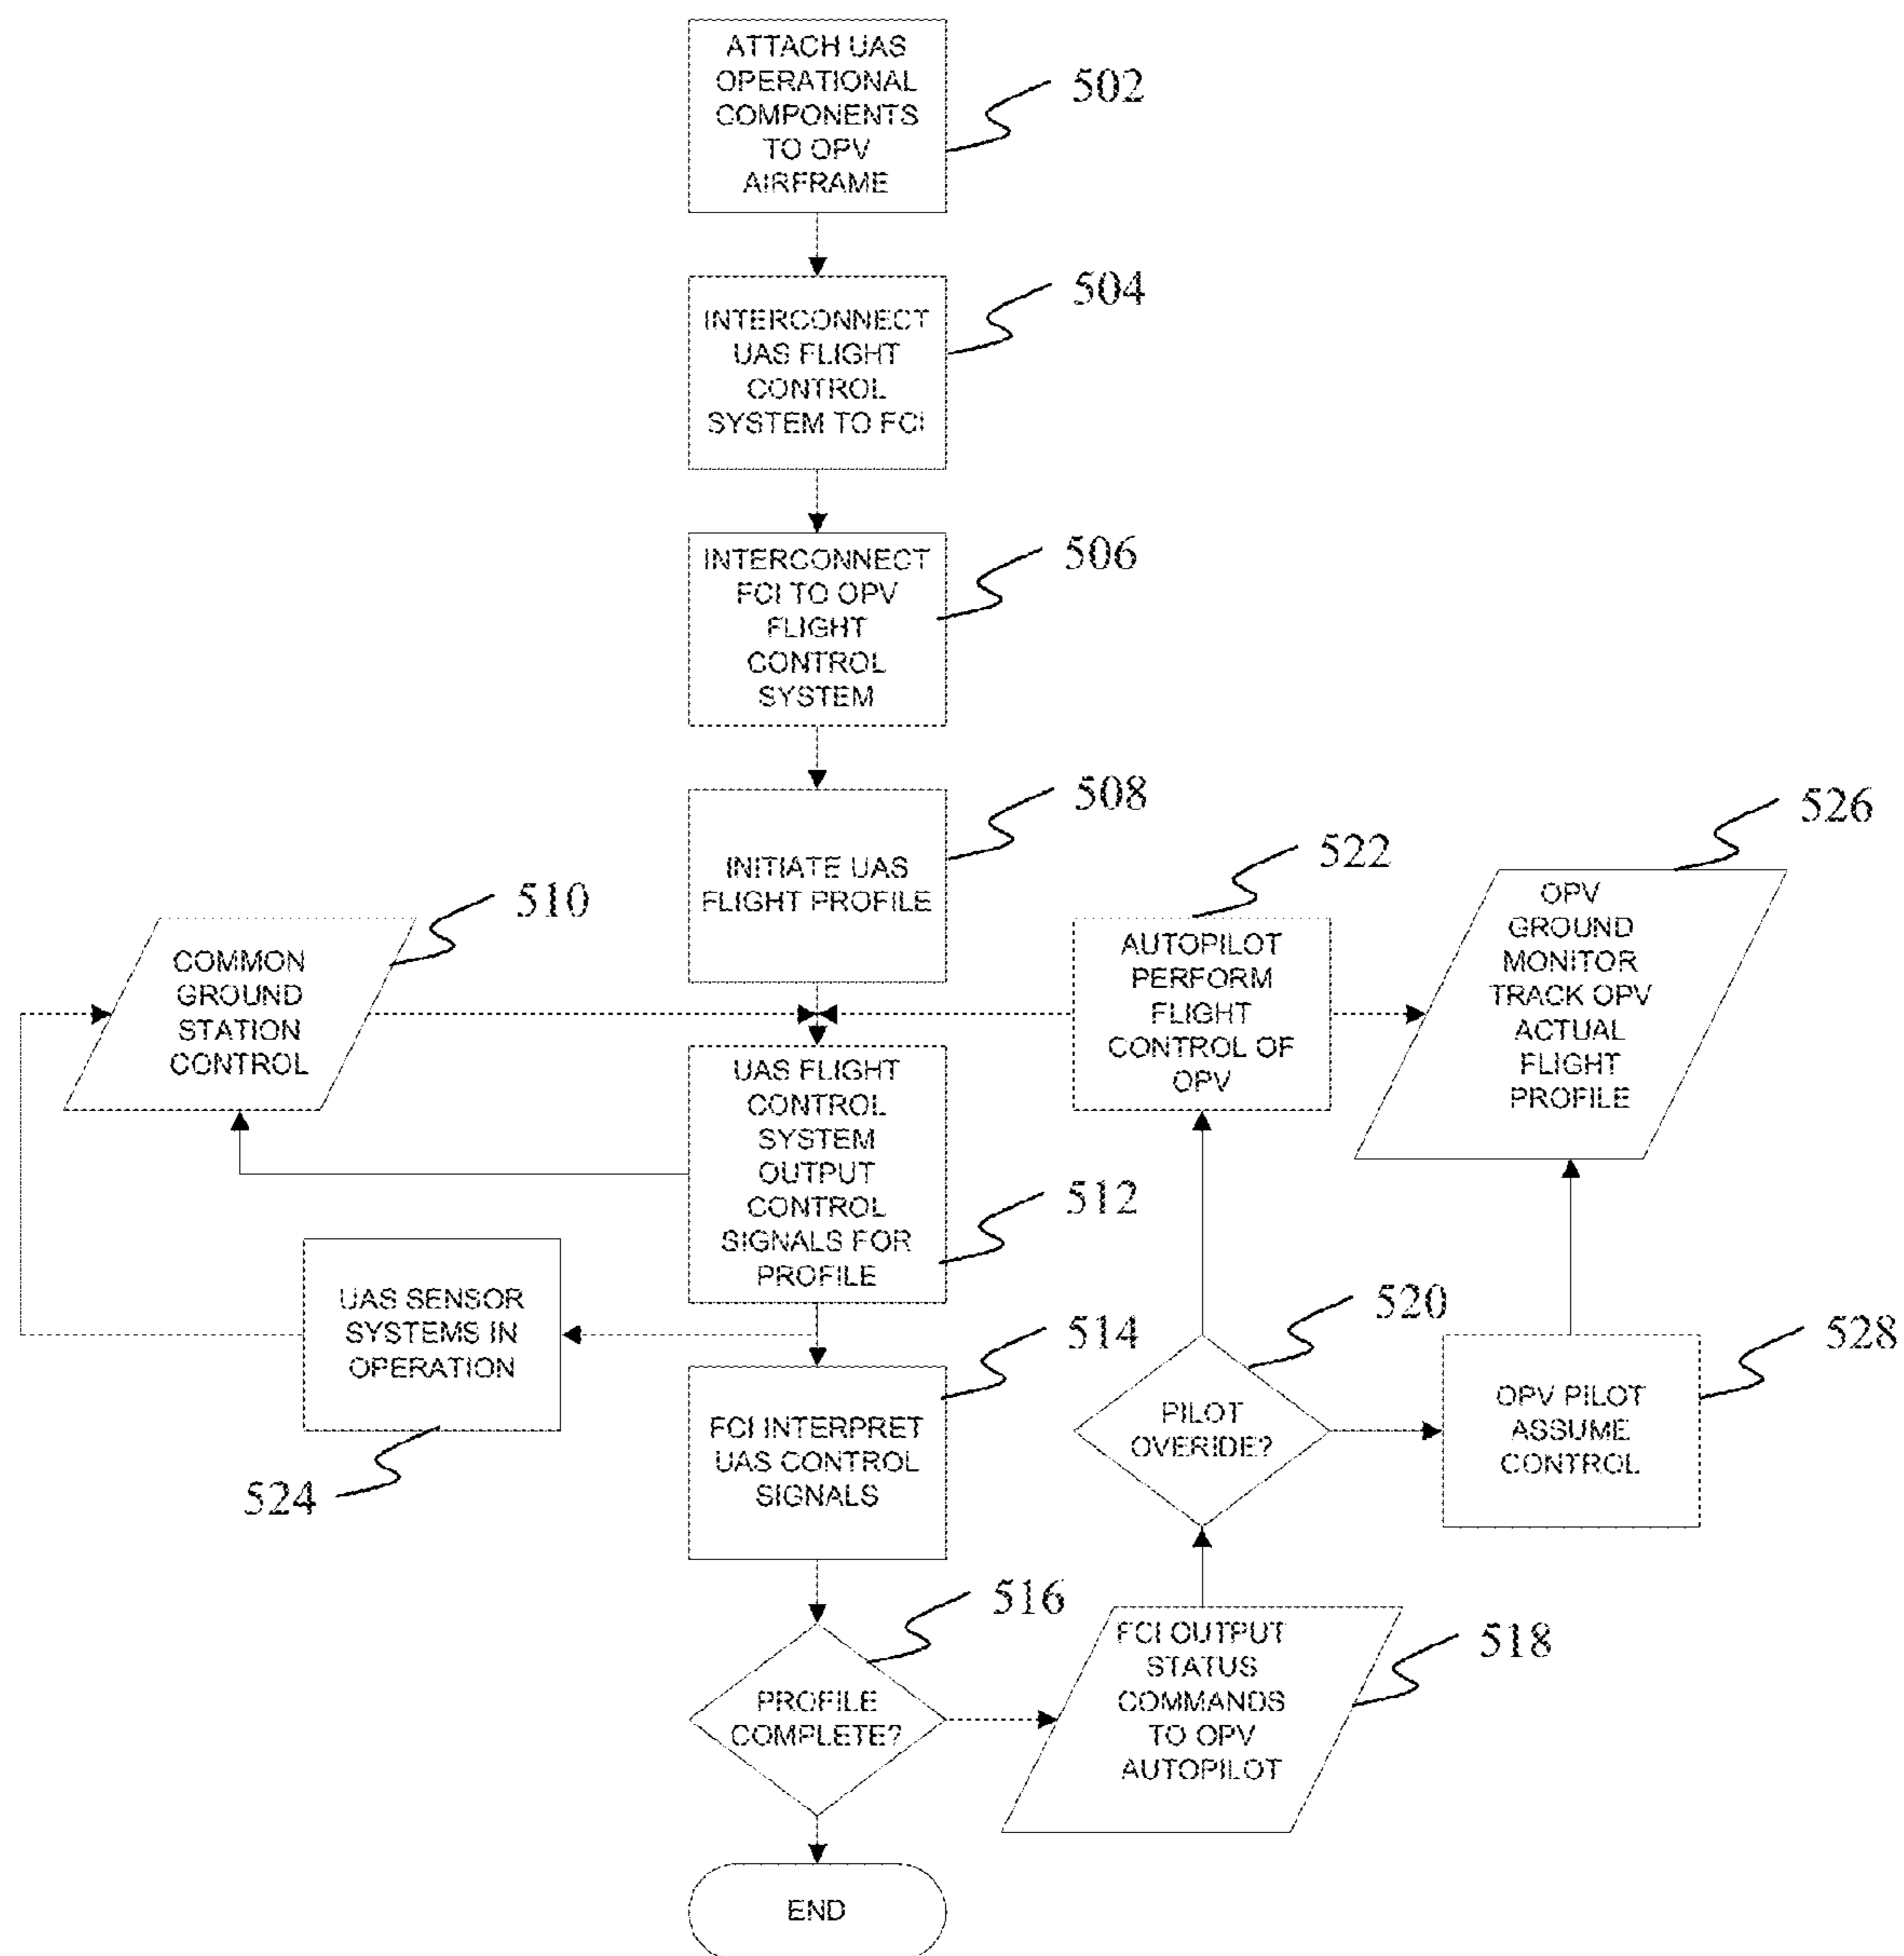 ATTACH UAS
OPERATIONAL
COMPONENTS
TO OPV
AIRFRAME
502
INTERCONNECT
UAS FLIGHT
CONTROL
SYSTEM TO FCI
504
INTERCONNECT
FCI TO OPV
FLIGHT
CONTROL
SYSTEM
506
INITIATE UAS
FLIGHT PROFILE
508
COMMON
GROUND
STATION
CONTROL
510
UAS FLIGHT
CONTROL
SYSTEM
OUTPUT
CONTROL
SIGNALS FOR
PROFILE
512
AUTOPILOT
PERFORM
FLIGHT
CONTROL OF
OPV
522
OPV
GROUND
MONITOR
TRACK OPV
ACTUAL
FLIGHT
PROFILE
526
UAS SENSOR
SYSTEMS IN
OPERATION
524
FCI INTERPRET
UAS CONTROL
SIGNALS
514
PILOT
OVERIDE?
520
OPV PILOT
ASSUME
CONTROL
528
PROFILE
COMPLETE?
516
FCI OUTPUT
STATUS
COMMANDS
TO OPV
AUTOPILOT
518
END